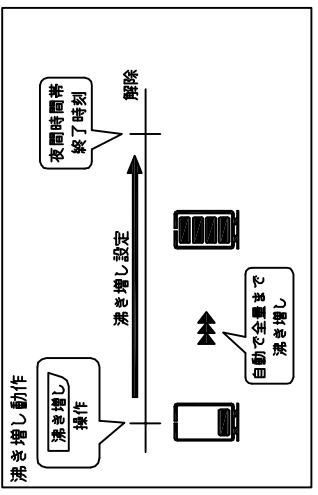 沸き増し動作
沸き増し
操作
沸き増し設定
夜間時間帯
終了時刻
解除
自動で全量まで
沸き増し